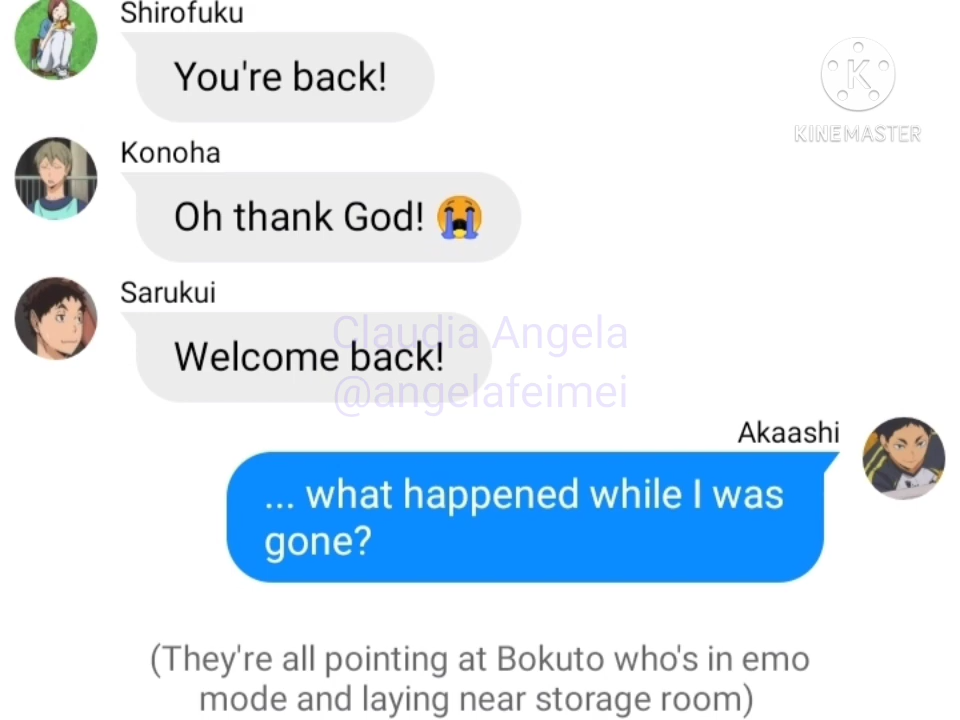 Shirofuku
You're back!
KINEMASTER
Konoha
Oh thank God! 😭
Sarukui
Welcome back!
Claudia Angela
@angelafeimei
Akaashi
... what happened while I was
gone?
(They're all pointing at Bokuto who's in emo
mode and laying near storage room)